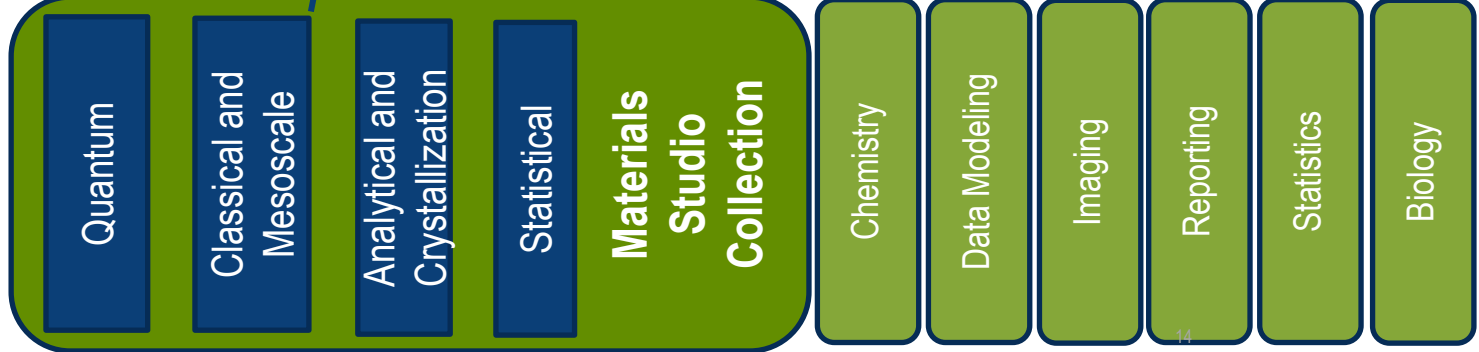 Quantum
Classical and
Mesoscale
Analytical and
Crystallization
Statistical
Materials
Studio
Collection
Chemistry
Data Modeling
Imaging
Reporting
Statistics
Biology
14